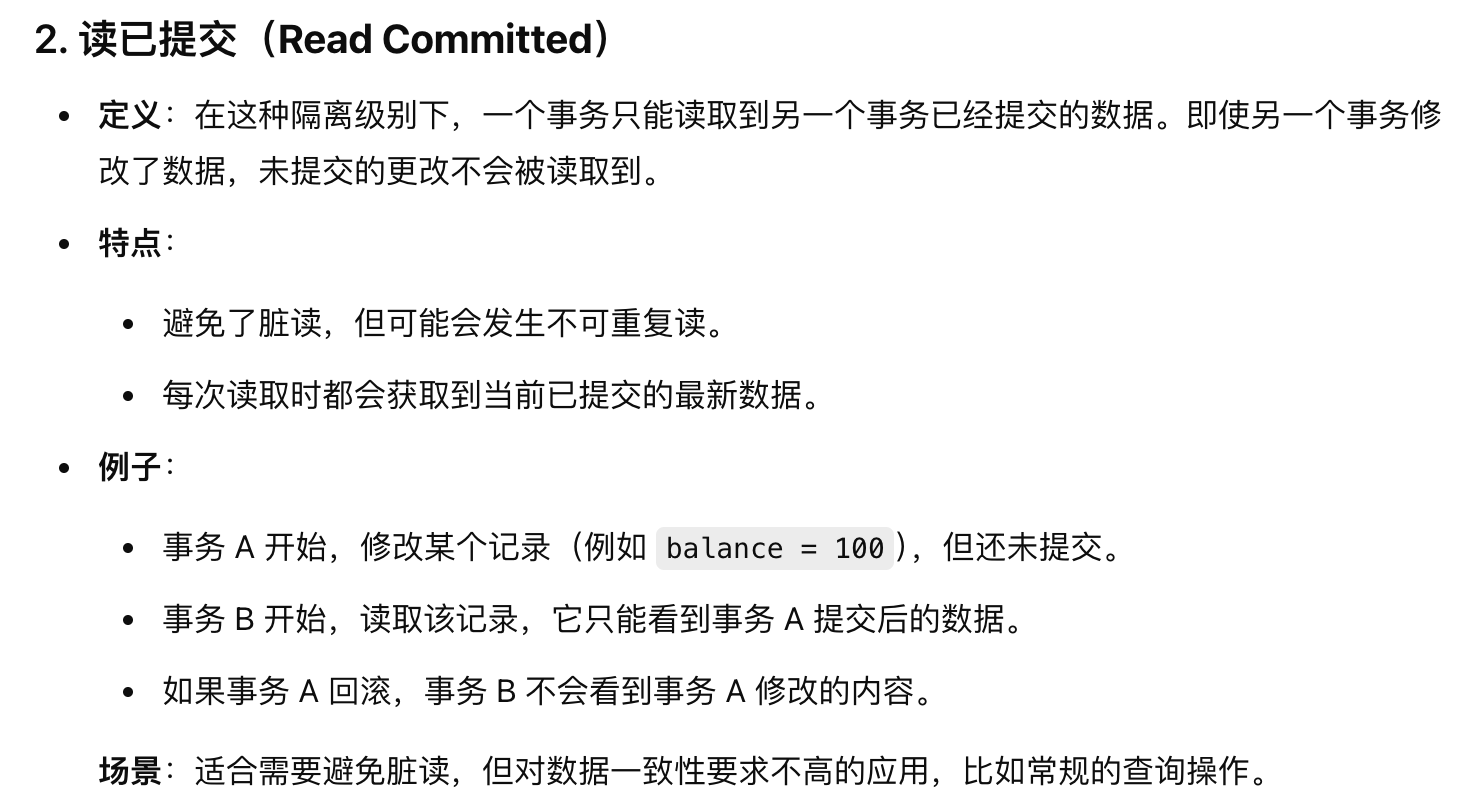 2. 读已提交（Read Committed）
• 定义：在这种隔离级别下，一个事务只能读取到另一个事务已经提交的数据。即使另一个事务修
改了数据，未提交的更改不会被读取到。
• 特点：
• 避免了脏读，但可能会发生不可重复读。
• 每次读取时都会获取到当前已提交的最新数据。
• 例子：
• 事务 A 开始，修改某个记录（例如 balance = 100），但还未提交。
• 事务 B 开始，读取该记录，它只能看到事务 A 提交后的数据。
• 如果事务 A 回滚，事务 B 不会看到事务 A 修改的内容。
场景：适合需要避免脏读，但对数据一致性要求不高的应用，比如常规的查询操作。